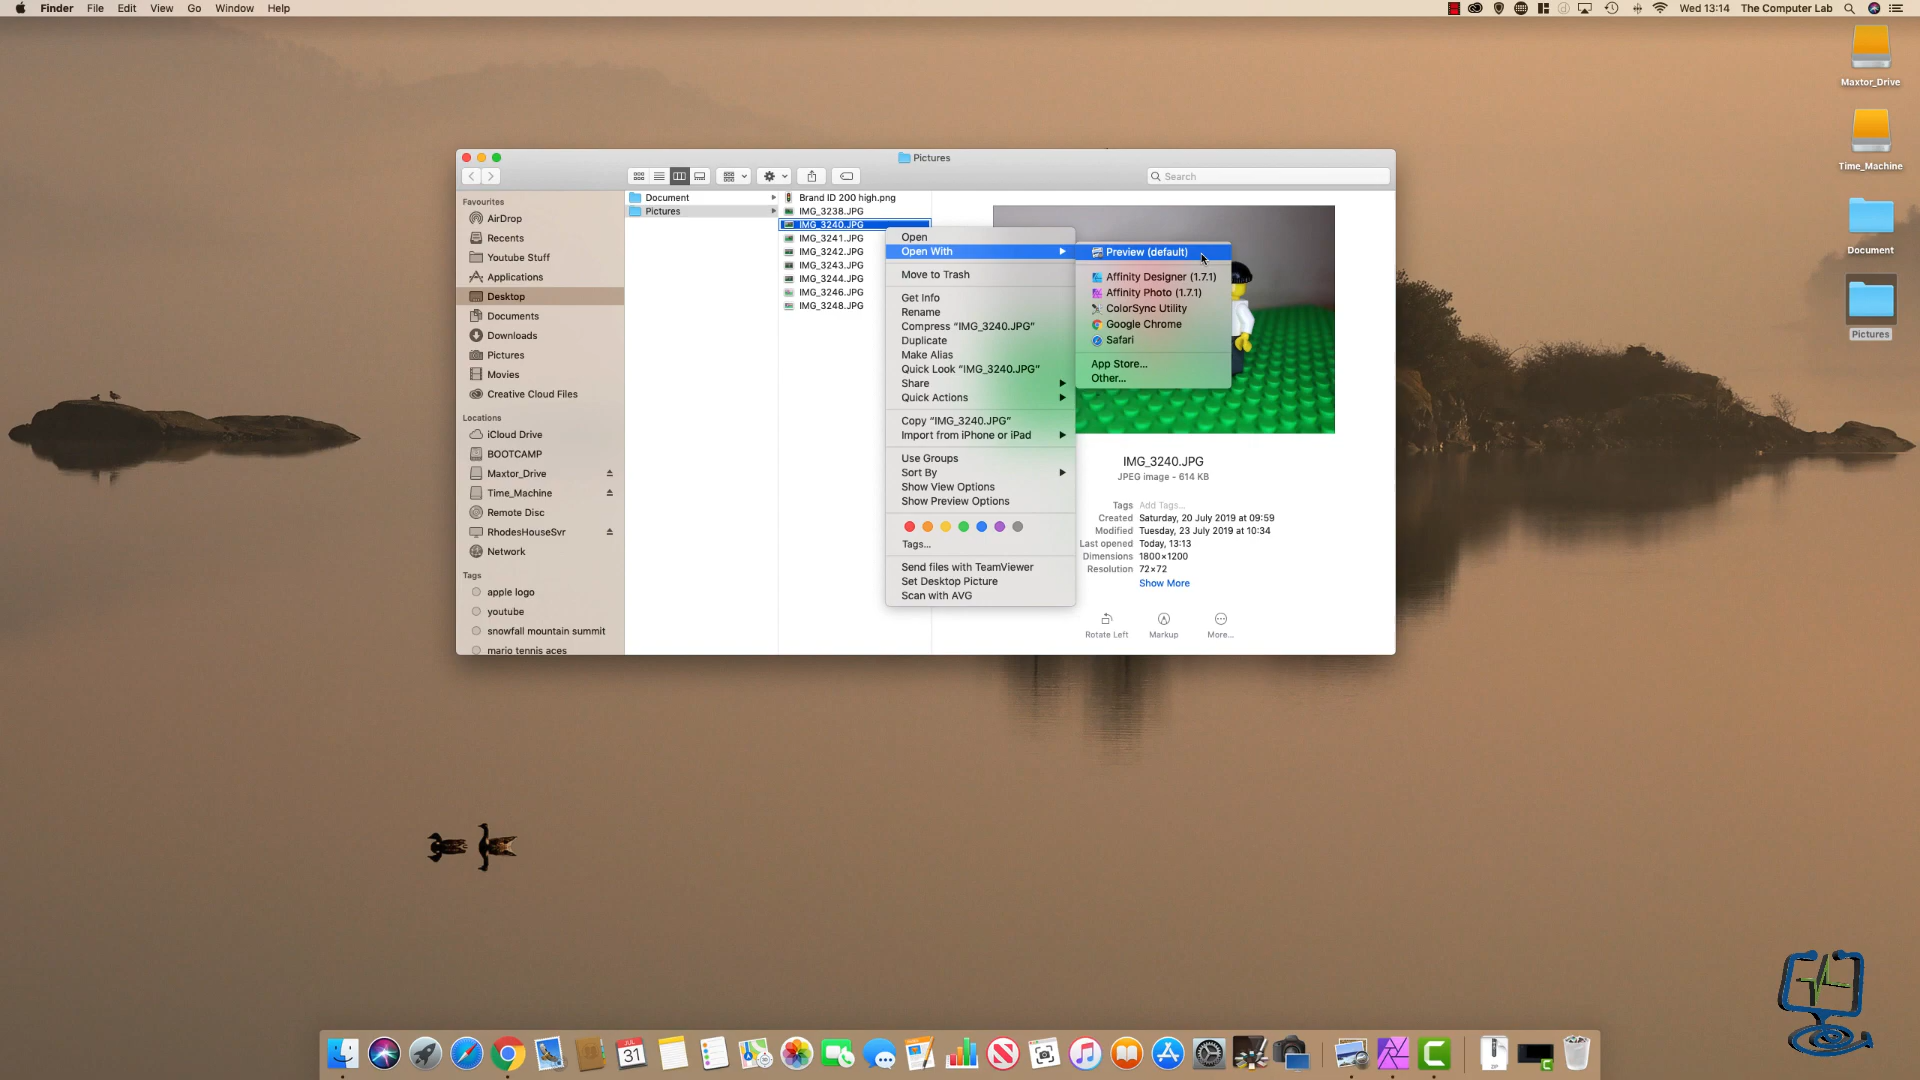 Finder File Edit View Go Window Help
Wed 13:14 The Computer Lab
Maxtor_Drive
Time_Machine
Document
Pictures
Pictures
Search
Favourites
AirDrop
Recents
Youtube Stuff
Applications
Desktop
Documents
Downloads
Pictures
Movies
Creative Cloud Files
Locations
iCloud Drive
BOOTCAMP
Maxtor_Drive
Time_Machine
Remote Disc
RhodesHouseSvr
Network
Tags
apple logo
youtube
snowfall mountain summit
mario tennis aces
Document
Pictures
Brand ID 200 high.png
IMG_3238.JPG
IMG_3240.JPG
IMG_3241.JPG
IMG_3242.JPG
IMG_3243.JPG
IMG_3244.JPG
IMG_3246.JPG
IMG_3248.JPG
Open
Open With
Move to Trash
Get Info
Rename
Compress “IMG_3240.JPG”
Duplicate
Make Alias
Quick Look “IMG_3240.JPG”
Share
Quick Actions
Copy “IMG_3240.JPG”
Import from iPhone or iPad
Use Groups
Sort By
Show View Options
Show Preview Options
Tags...
Send files with TeamViewer
Set Desktop Picture
Scan with AVG
Preview (default)
Affinity Designer (1.7.1)
Affinity Photo (1.7.1)
ColorSync Utility
Google Chrome
Safari
App Store...
Other...
IMG_3240.JPG
JPEG image - 614 KB
Tags Add Tags...
Created Saturday, 20 July 2019 at 09:59
Modified Tuesday, 23 July 2019 at 10:34
Last opened Today, 13:13
Dimensions 1800×1200
Resolution 72×72
Show More
Rotate Left
Markup
More...
JUL
31
ZIP